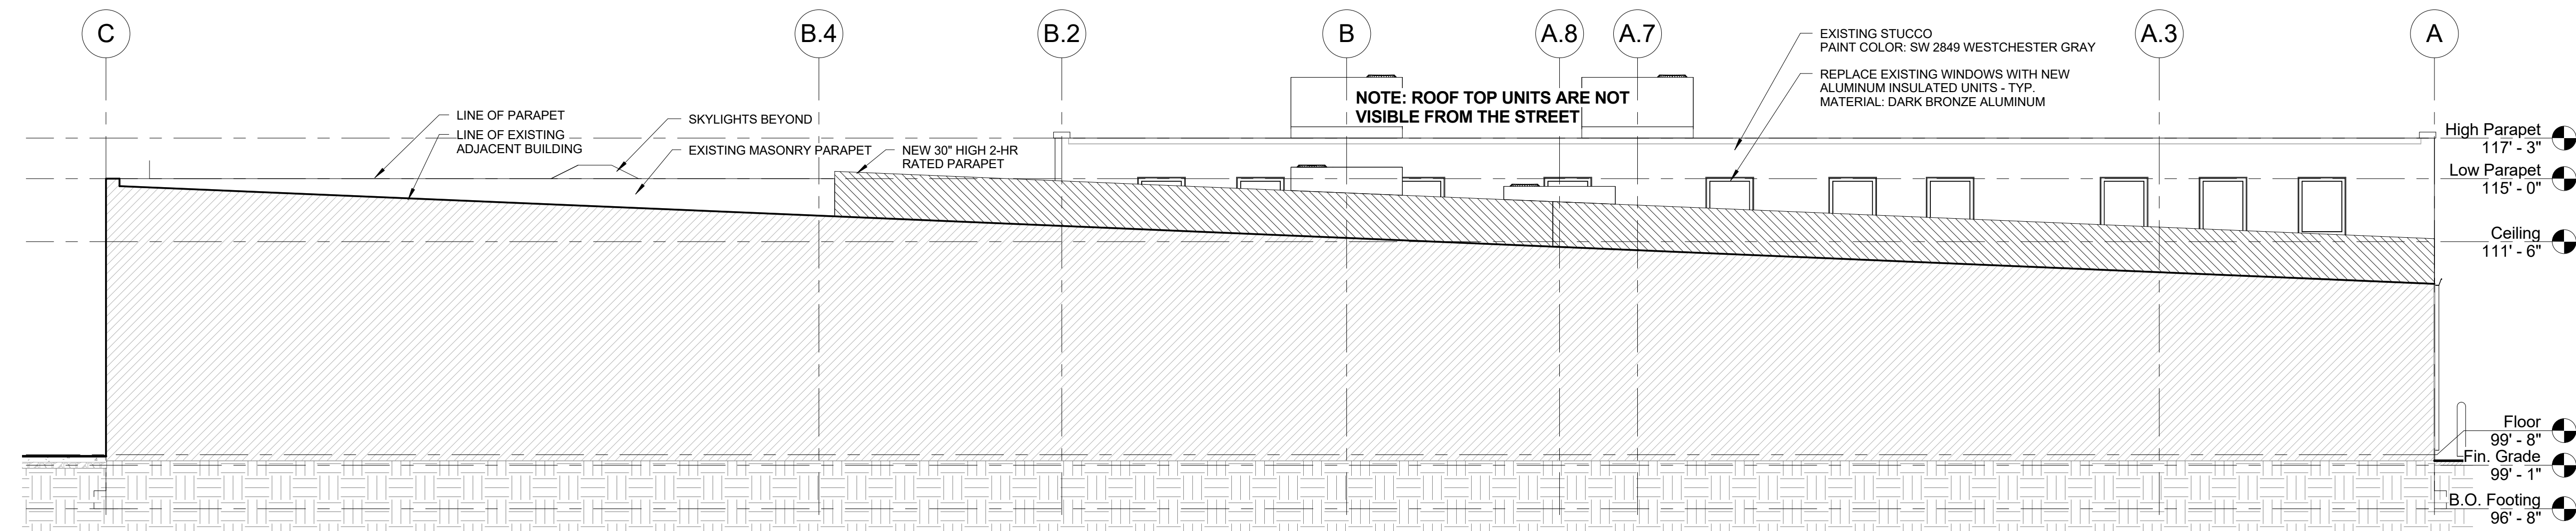 C
B.4
B.2
B
A.8
A.7
A.3
A
EXISTING STUCCO
PAINT COLOR: SW 2849 WESTCHESTER GRAY
REPLACE EXISTING WINDOWS WITH NEW
ALUMINUM INSULATED UNITS - TYP.
MATERIAL: DARK BRONZE ALUMINUM
NOTE: ROOF TOP UNITS ARE NOT
VISIBLE FROM THE STREET
LINE OF PARAPET
LINE OF EXISTING
ADJACENT BUILDING
SKYLIGHTS BEYOND
EXISTING MASONRY PARAPET
NEW 30" HIGH 2-HR
RATED PARAPET
High Parapet
117' - 3"
Low Parapet
115' - 0"
Ceiling
111' - 6"
Floor
99' - 8"
Fin. Grade
99' - 1"
B.O. Footing
96' - 8"